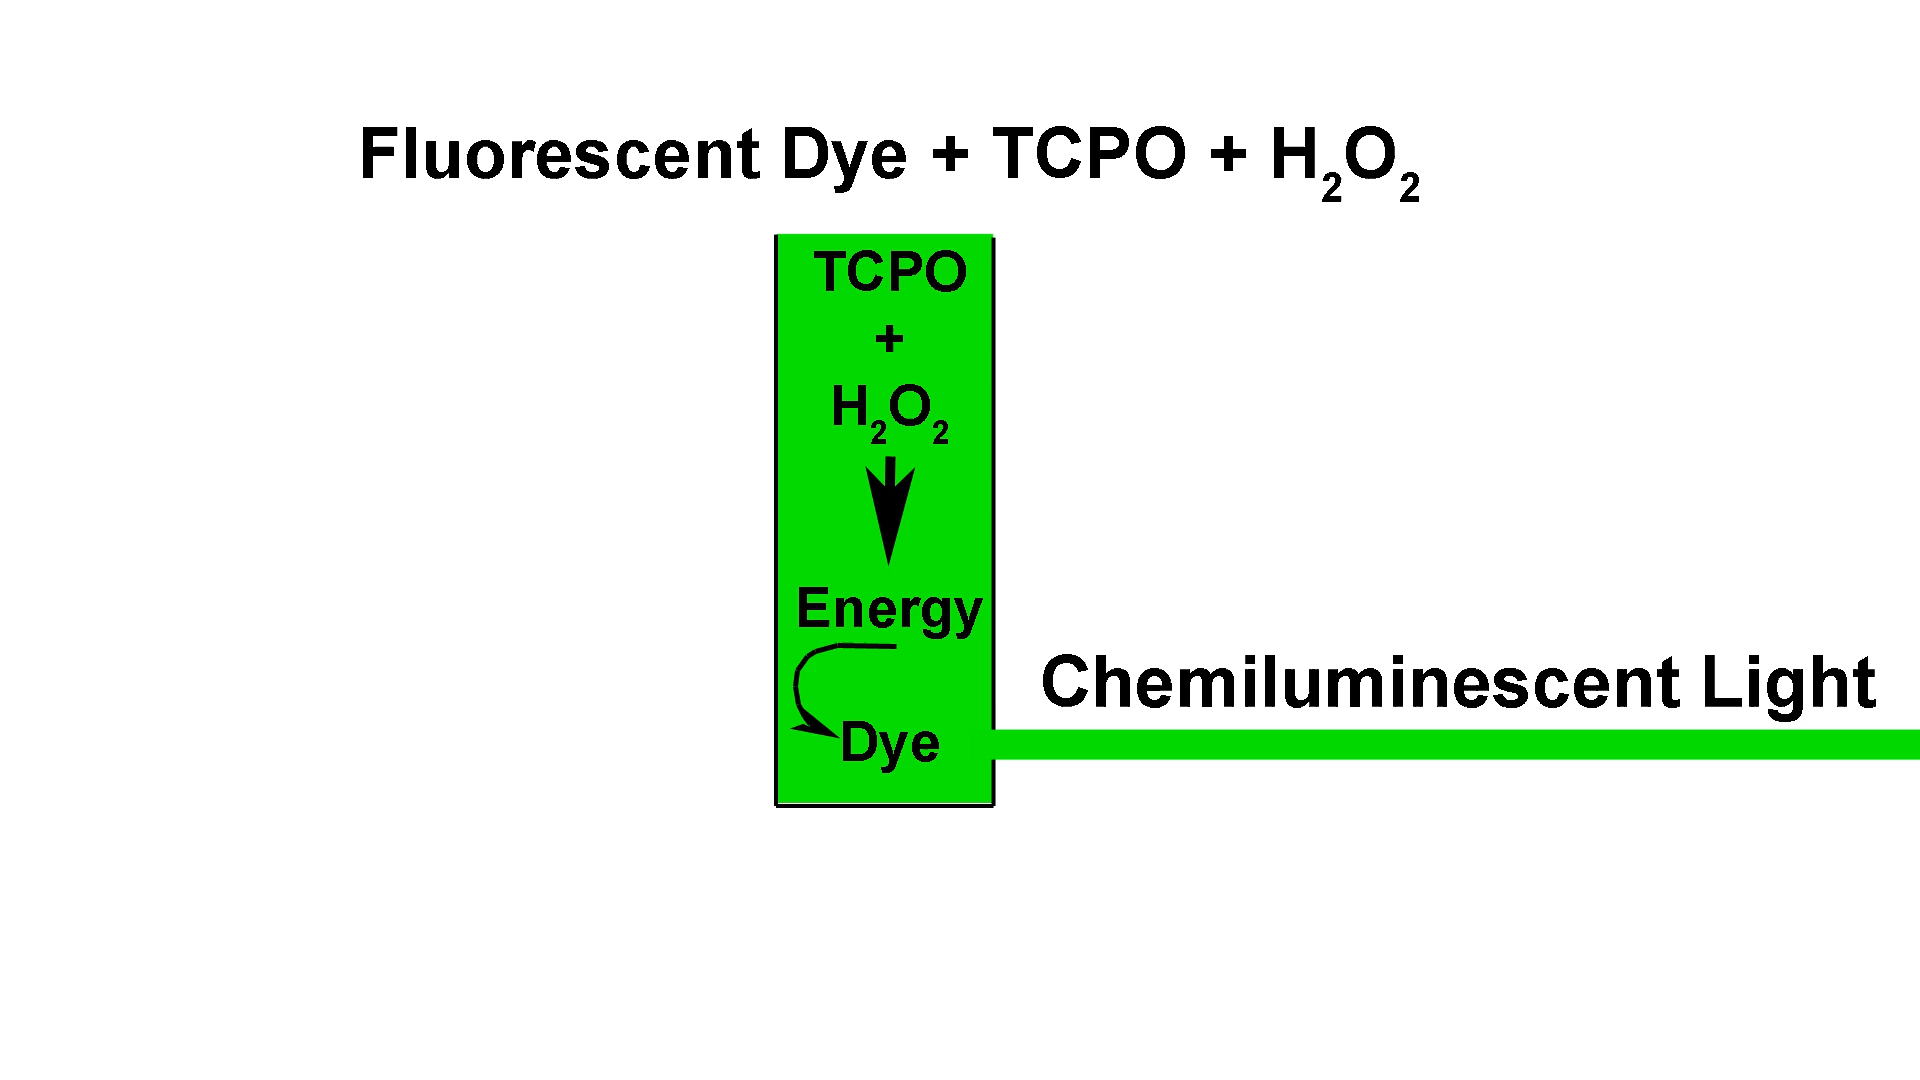 Fluorescent Dye + TCPO + H₂O₂
TCPO
+
H₂O₂
Energy
Dye
Chemiluminescent Light